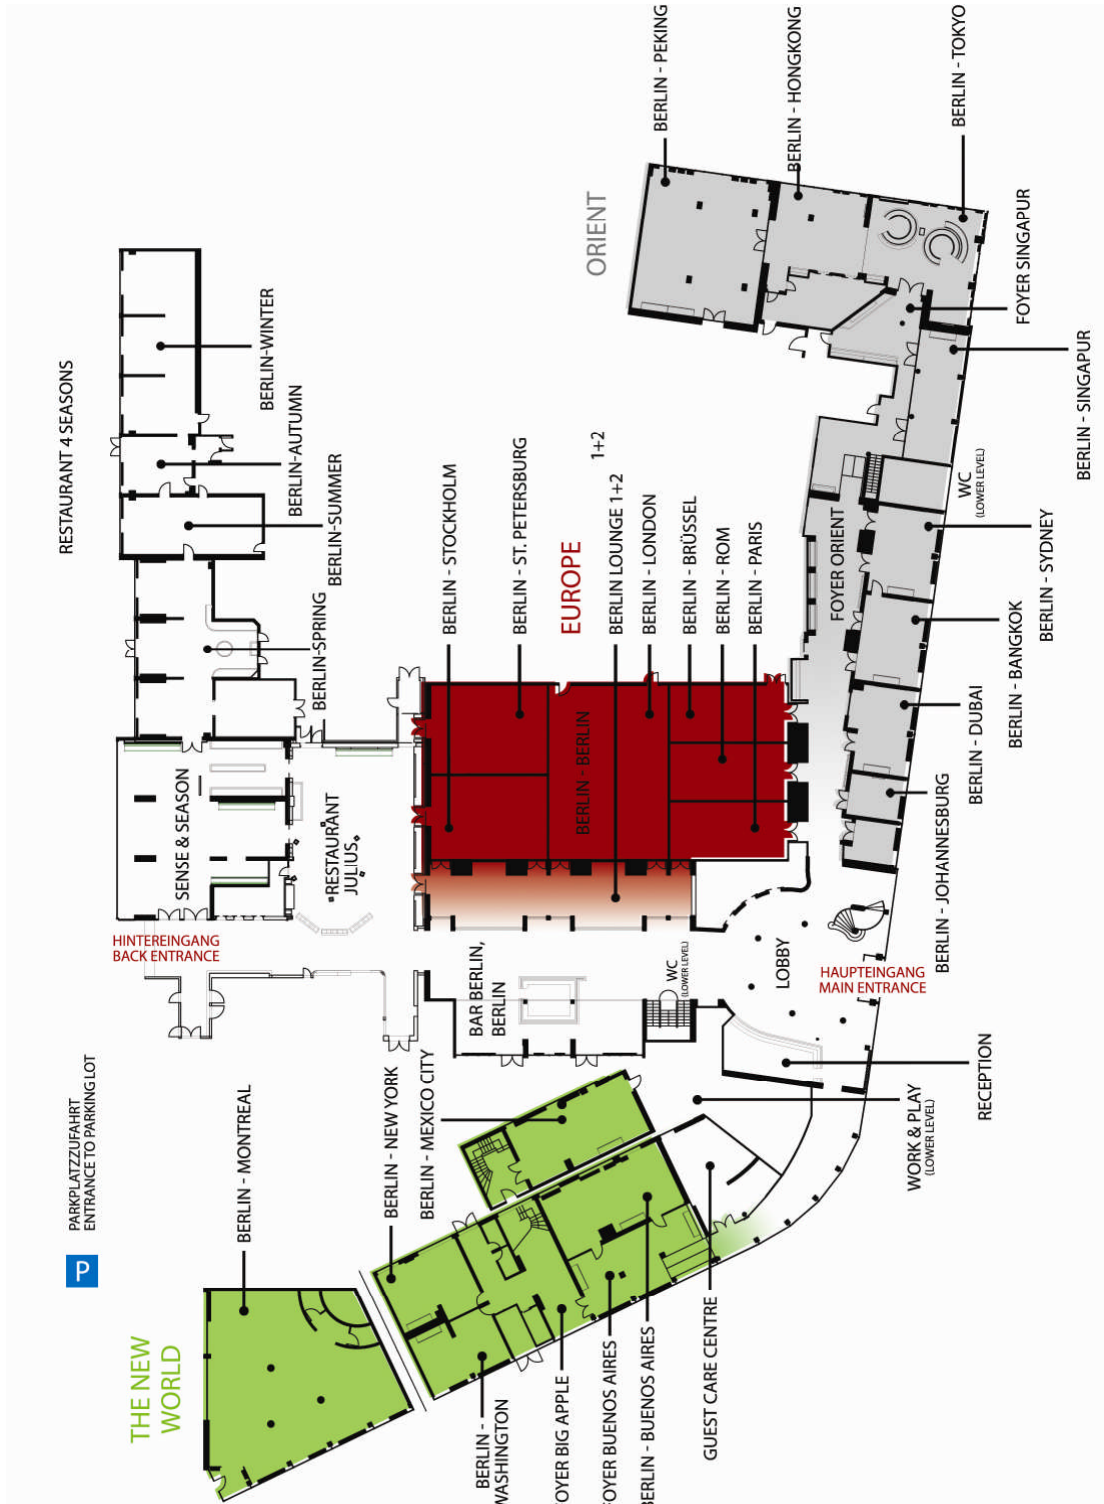 BERLIN - PEKING
BERLIN - HONGKONG
BERLIN - TOKYO
ORIENT
FOYER SINGAPUR
BERLIN - SINGAPUR
WC
(LOWER LEVEL)
FOYER ORIENT
BERLIN - SYDNEY
BERLIN - BANGKOK
BERLIN - DUBAI
BERLIN - JOHANNESBURG
RESTAURANT 4 SEASONS
BERLIN-WINTER
BERLIN-AUTUMN
BERLIN-SUMMER
BERLIN-SPRING
SENSE & SEASON
RESTAURANT
JULIUS
BERLIN - STOCKHOLM
BERLIN - ST. PETERSBURG
EUROPE
1+2
BERLIN LOUNGE 1+2
BERLIN - LONDON
BERLIN - BRÜSSEL
BERLIN - ROM
BERLIN - PARIS
BERLIN - BERLIN
HINTEREINGANG
BACK ENTRANCE
BAR BERLIN,
BERLIN
WC
(LOWER LEVEL)
LOBBY
HAUPTEINGANG
MAIN ENTRANCE
RECEPTION
WORK & PLAY
(LOWER LEVEL)
PARKPLATZZUFAHRT
ENTRANCE TO PARKING LOT
P
BERLIN - MONTREAL
BERLIN - NEW YORK
BERLIN - MEXICO CITY
THE NEW
WORLD
BERLIN -
WASHINGTON
FOYER BIG APPLE
FOYER BUENOS AIRES
BERLIN - BUENOS AIRES
GUEST CARE CENTRE